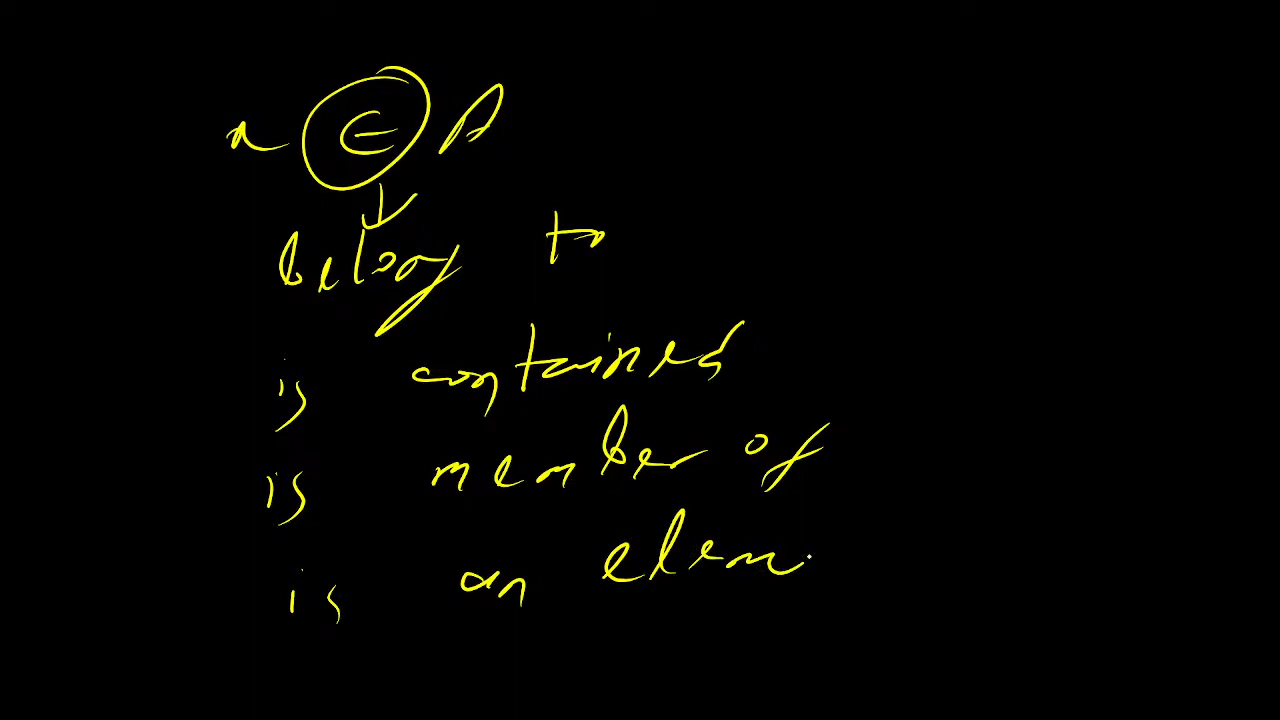 x ∈ A
belong to
is contained
is member of
is an elem